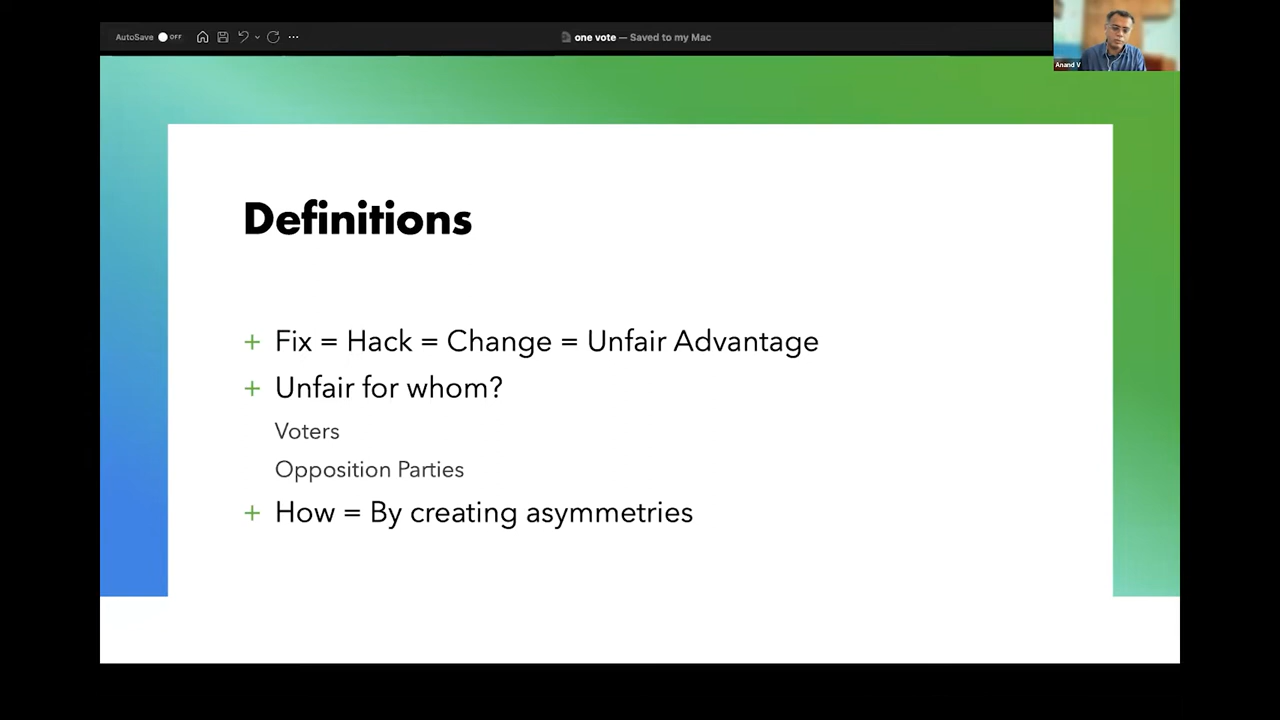 AutoSave OFF
one vote — Saved to my Mac
Anand V
Definitions
+ Fix = Hack = Change = Unfair Advantage
+ Unfair for whom?
Voters
Opposition Parties
+ How = By creating asymmetries